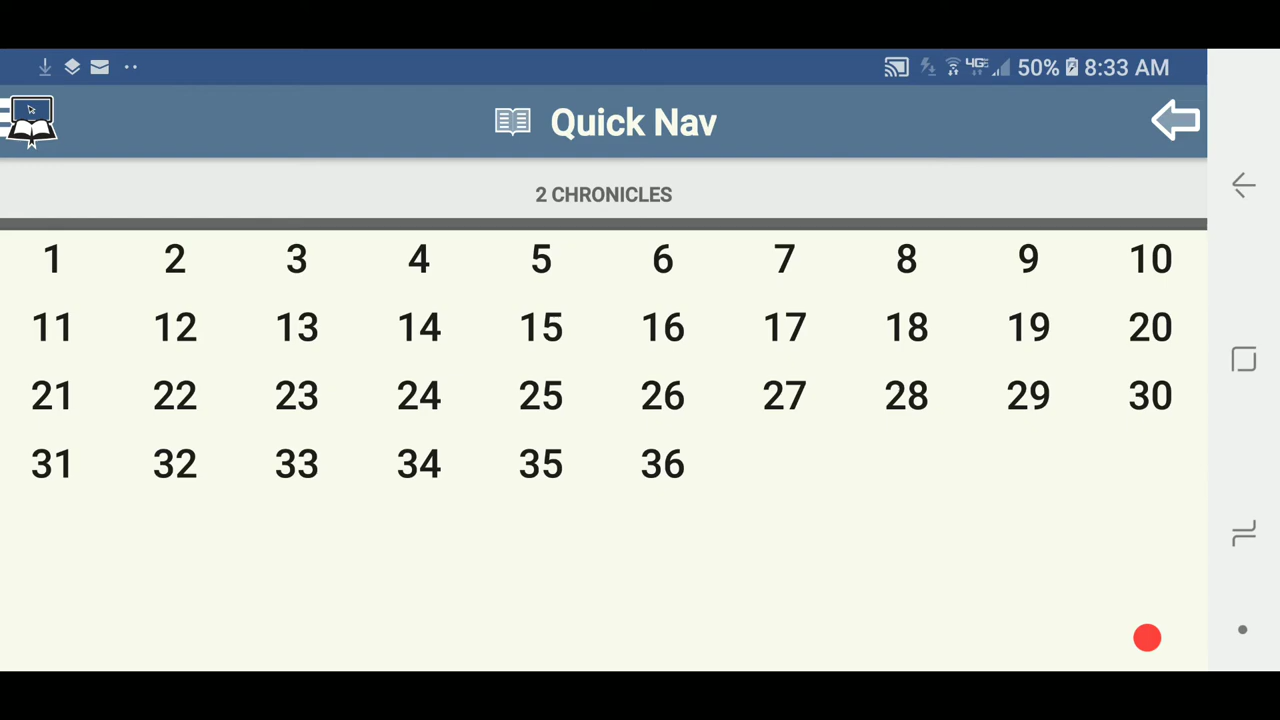 4G 50% 8:33 AM
Quick Nav
2 CHRONICLES
1 2 3 4 5 6 7 8 9 10
11 12 13 14 15 16 17 18 19 20
21 22 23 24 25 26 27 28 29 30
31 32 33 34 35 36